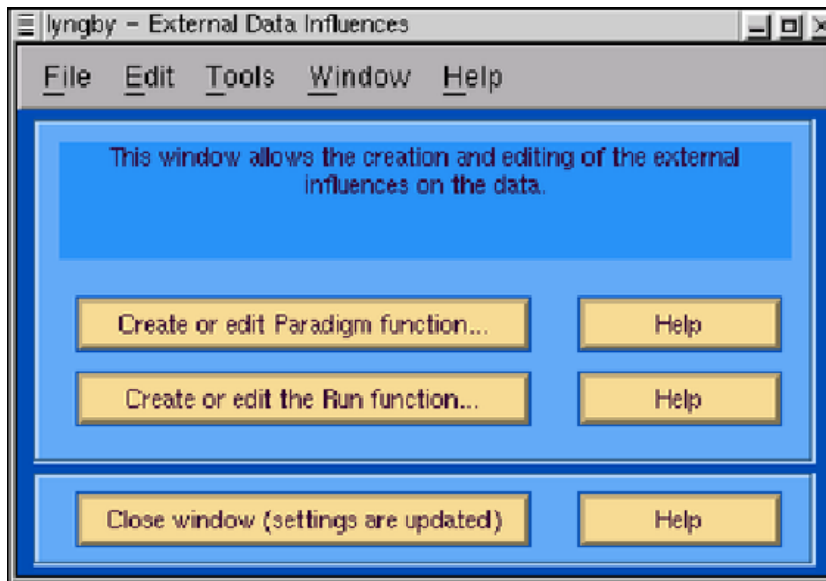 lyngby – External Data Influences
File Edit Tools Window Help
This window allows the creation and editing of the external
influences on the data.
Create or edit Paradigm function... Help
Create or edit the Run function... Help
Close window (settings are updated) Help